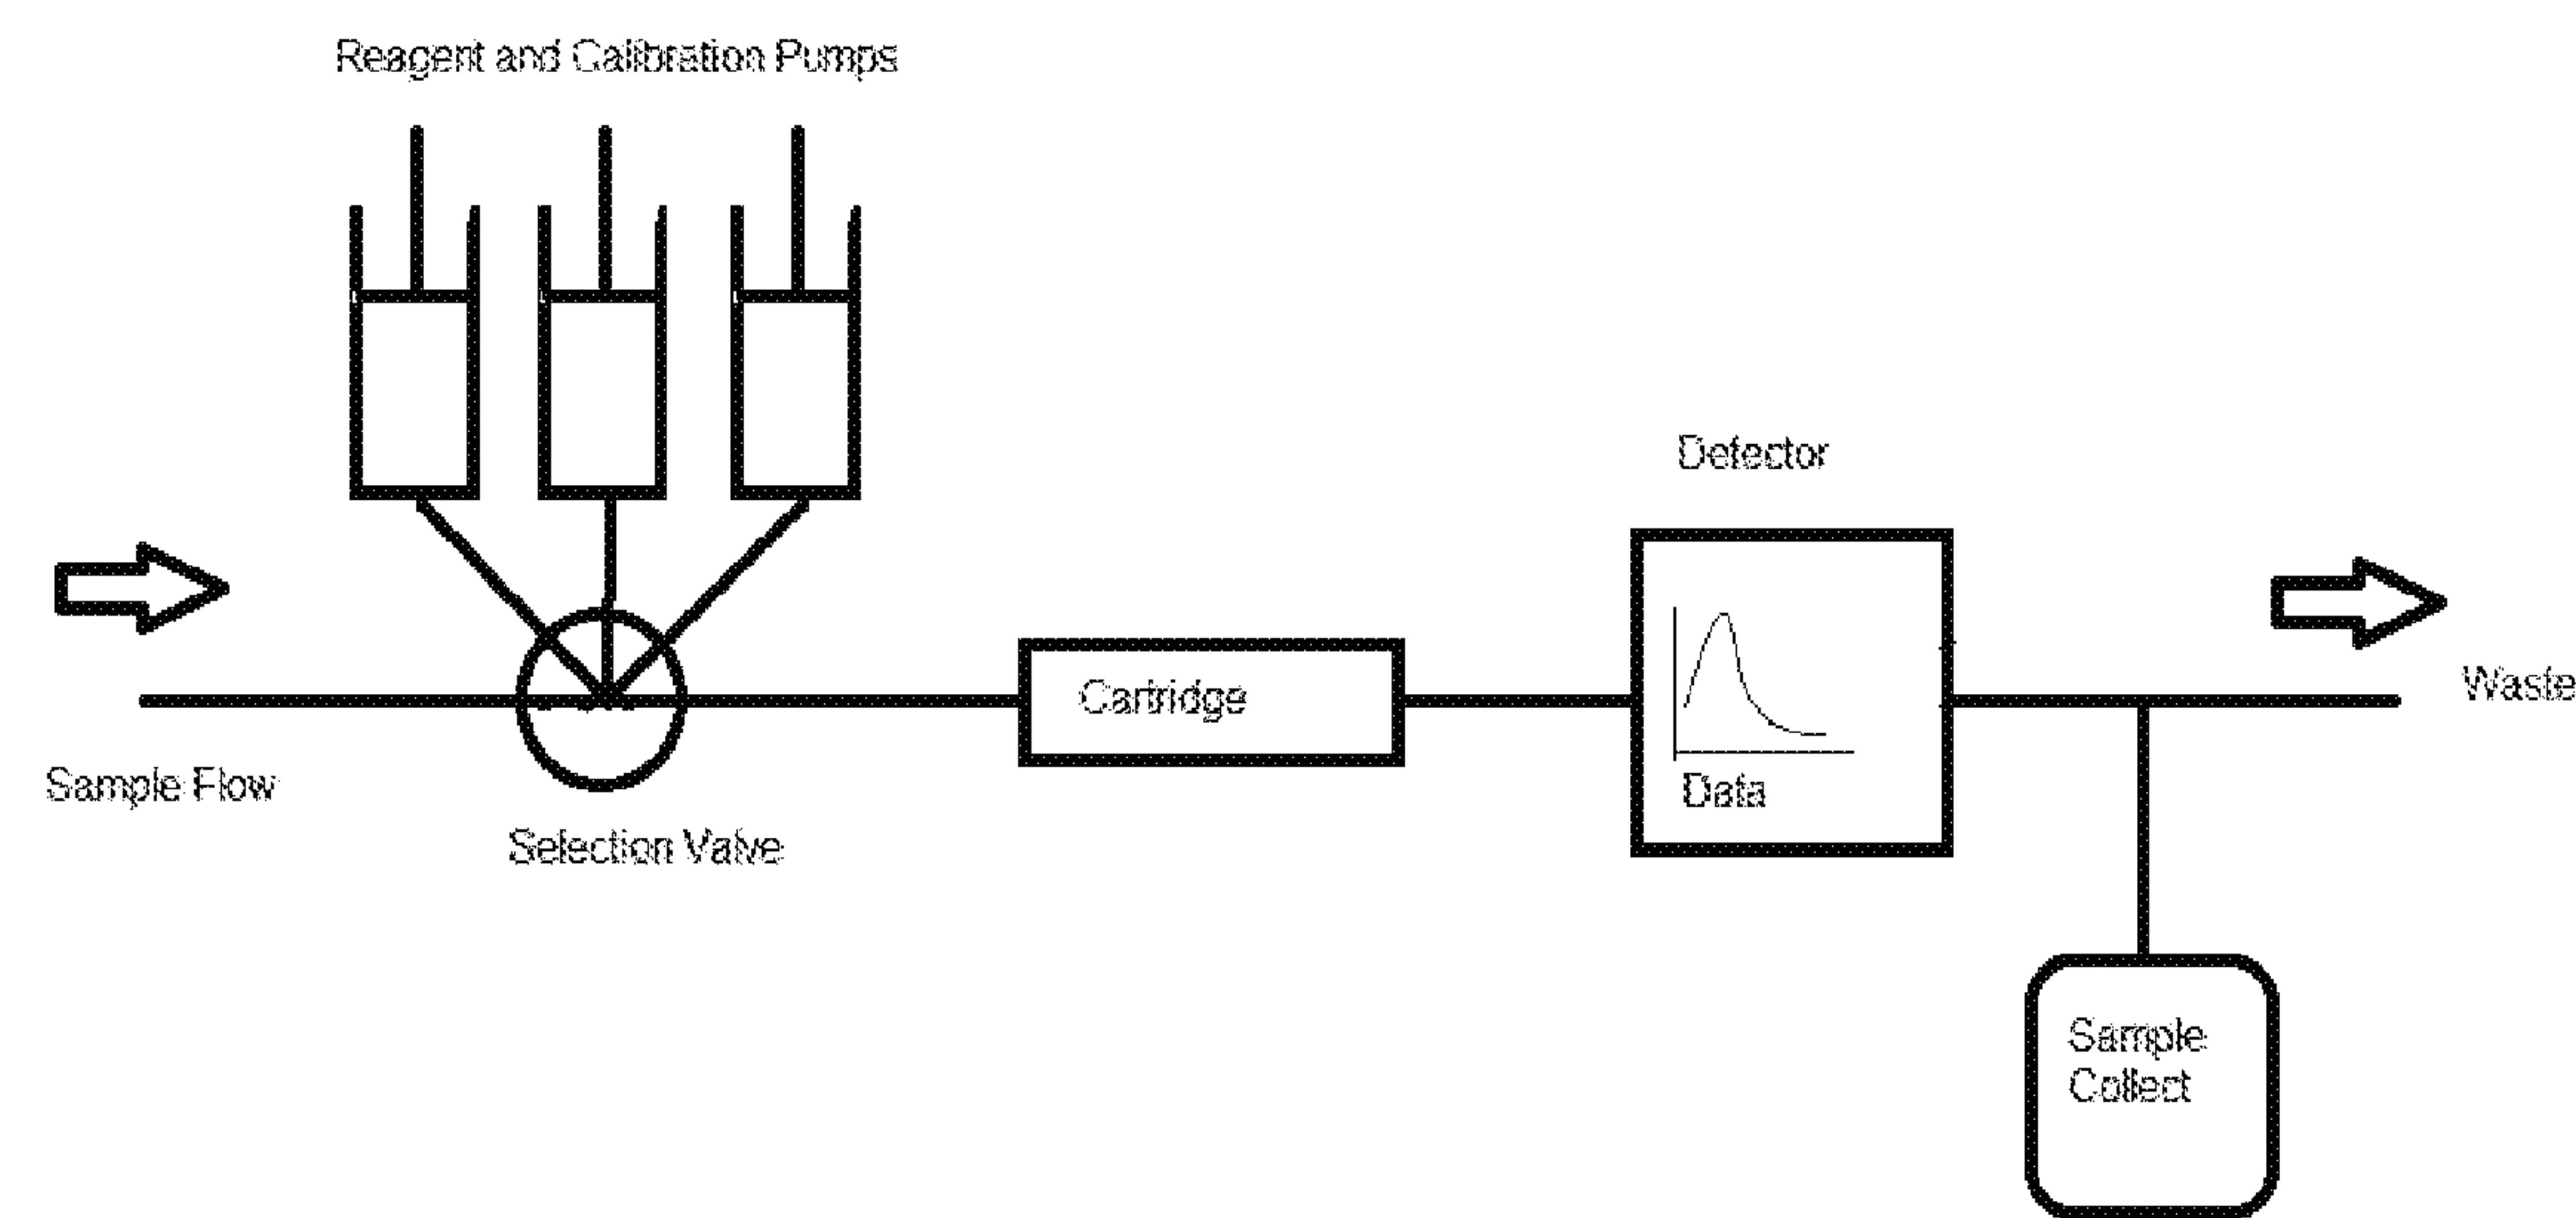 Reagent and Calibration Pumps
Detector
Cartridge
Waste
Sample Flow
Data
Selection Valve
Sample
Collect